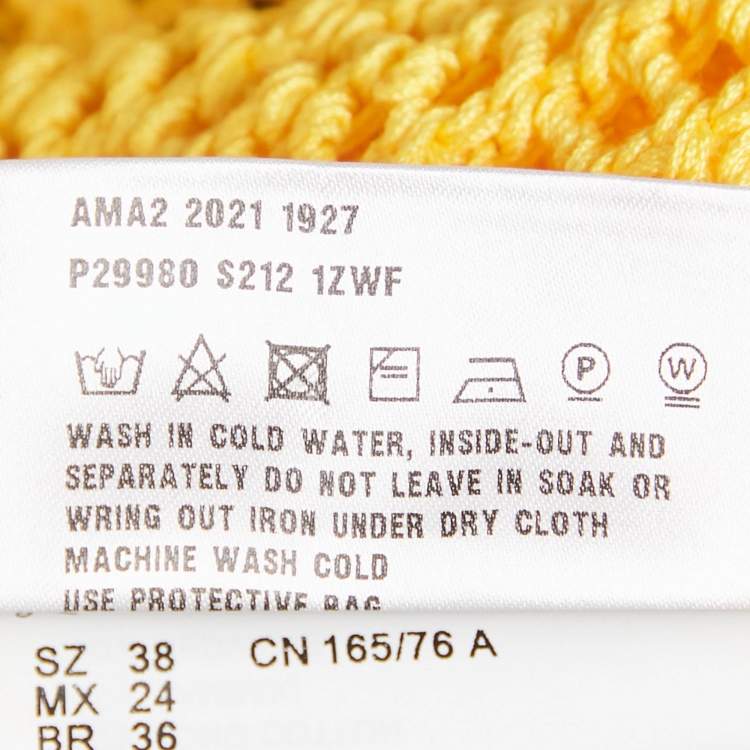 AMA2 2021 1927
P29980 S212 1ZWF
P W
WASH IN COLD WATER, INSIDE-OUT AND
SEPARATELY DO NOT LEAVE IN SOAK OR
WRING OUT IRON UNDER DRY CLOTH
MACHINE WASH COLD
USE PROTECTIVE BAG
SZ 38 CN 165/76 A
MX 24
BR 36